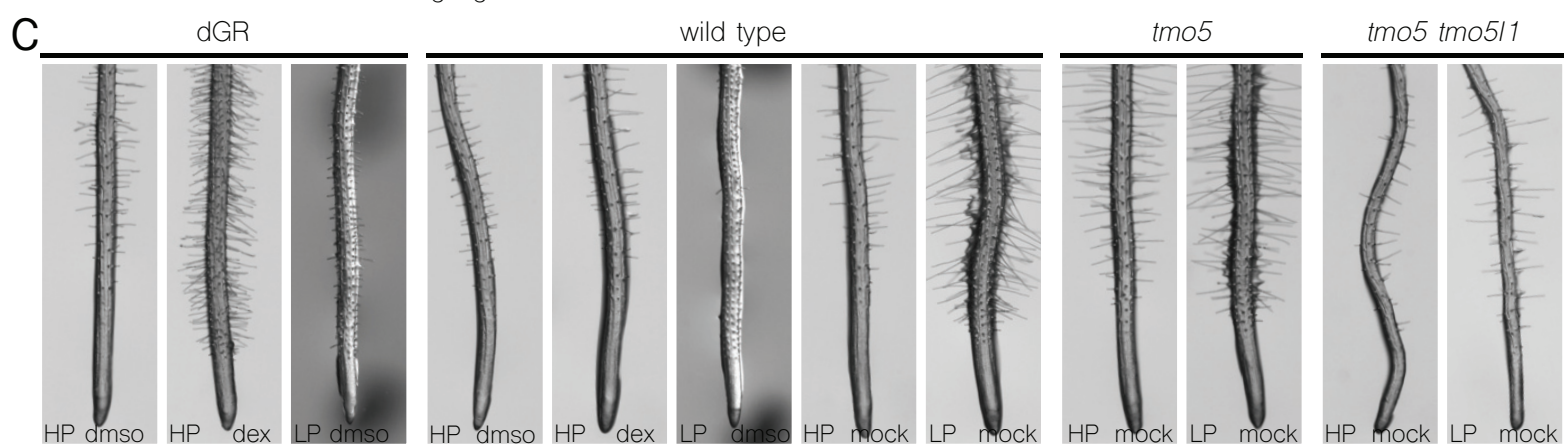 C
dGR wild type tmo5 tmo5 tmo5l1
HP dmso HP dex LP dmso HP dmso HP dex LP dmso HP mock LP mock HP mock LP mock HP mock LP mock